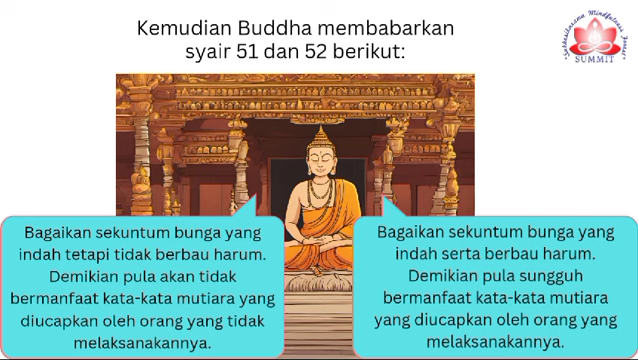 Kemudian Buddha membabarkan
syair 51 dan 52 berikut:
SUMMIT
Bagaikan sekuntum bunga yang
indah tetapi tidak berbau harum.
Demikian pula akan tidak
bermanfaat kata-kata mutiara yang
diucapkan oleh orang yang tidak
melaksanakannya.
Bagaikan sekuntum bunga yang
indah serta berbau harum.
Demikian pula sungguh
bermanfaat kata-kata mutiara
yang diucapkan oleh orang yang
melaksanakannya.